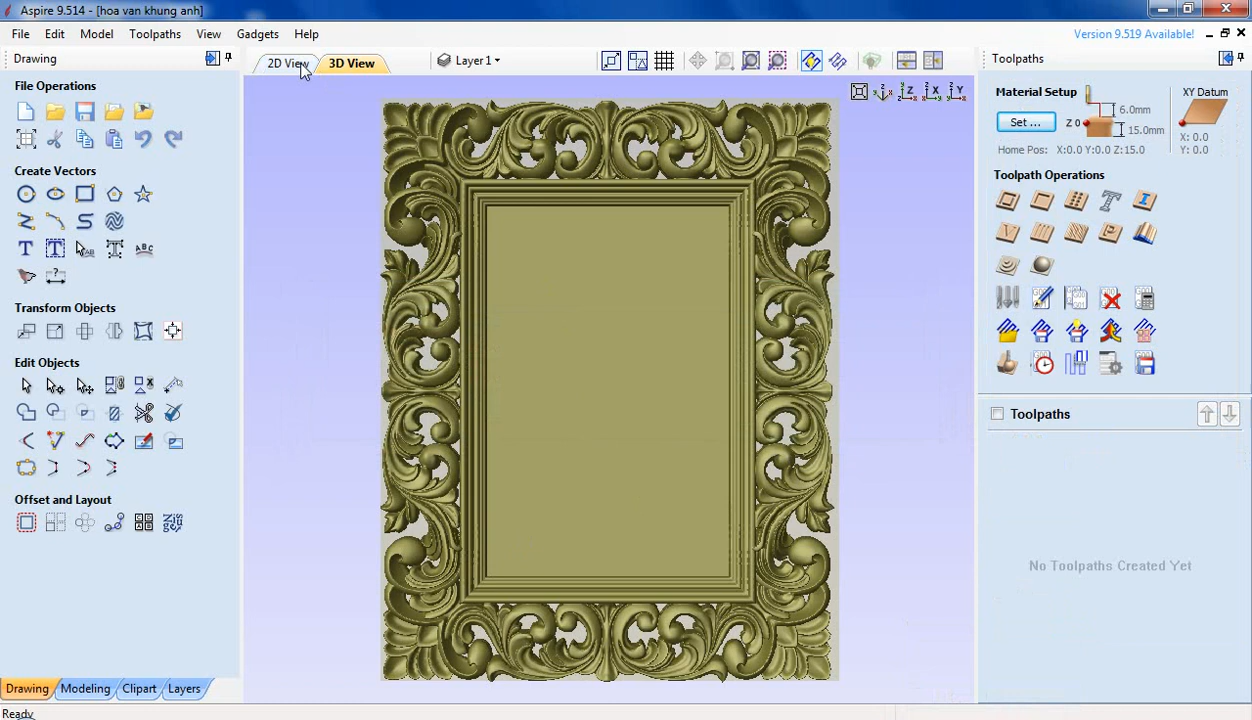 Aspire 9.514 - [hoa van khung anh]
File Edit Model Toolpaths View Gadgets Help
Version 9.519 Available!
Drawing
2D View
3D View
Layer 1
Toolpaths
File Operations
Create Vectors
Transform Objects
Edit Objects
Offset and Layout
Drawing Modeling Clipart Layers
Ready
Z
X
Y
Material Setup
Set ...
Z 0
6.0mm
15.0mm
XY Datum
X: 0.0
Y: 0.0
Home Pos: X:0.0 Y:0.0 Z:15.0
Toolpath Operations
Toolpaths
No Toolpaths Created Yet